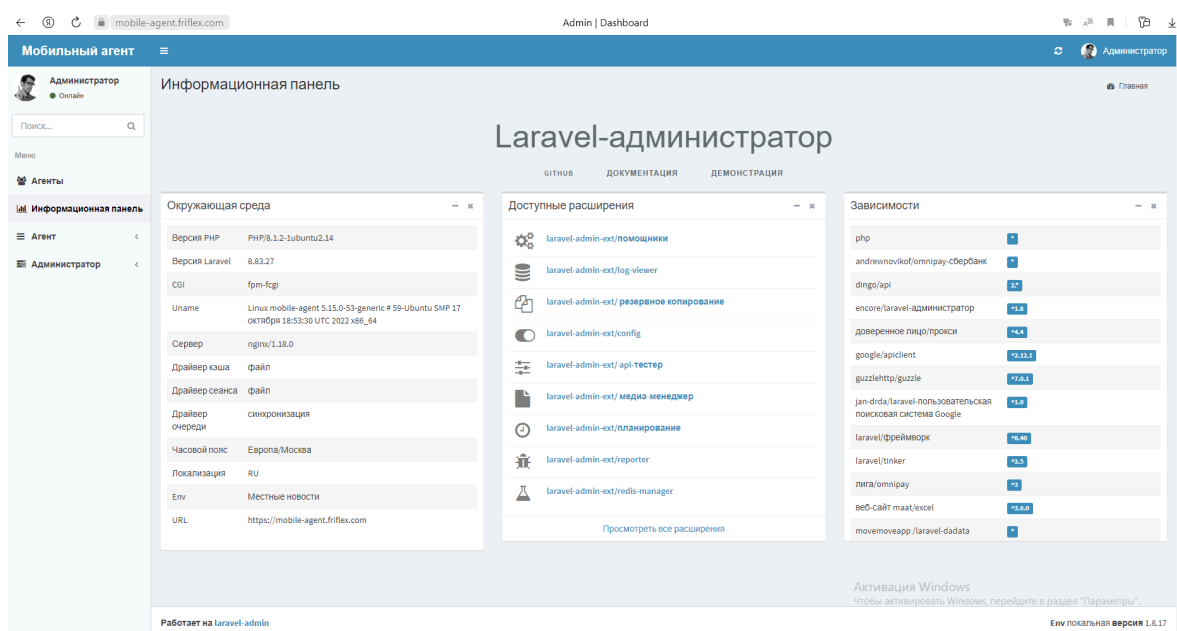 mobile-agent.friflex.com
Admin | Dashboard
Мобильный агент
Администратор
Администратор
Онлайн
Информационная панель
Главная
Поиск...
Меню
Агенты
Информационная панель
Агент
Администратор
Laravel-администратор
GITHUB ДОКУМЕНТАЦИЯ ДЕМОНСТРАЦИЯ
Окружающая среда
Версия PHP PHP/8.1.2-1ubuntu2.14
Версия Laravel 8.83.27
CGI fpm-fcgi
Uname Linux mobile-agent 5.15.0-53-generic # 59-Ubuntu SMP 17
октября 18:53:30 UTC 2022 x86_64
Сервер nginx/1.18.0
Драйвер кэша файл
Драйвер сеанса файл
Драйвер синхронизация
очереди
Часовой пояс Европа/Москва
Локализация RU
Env Местные новости
URL https://mobile-agent.friflex.com
Доступные расширения
laravel-admin-ext/помощники
laravel-admin-ext/log-viewer
laravel-admin-ext/ резервное копирование
laravel-admin-ext/config
laravel-admin-ext/ api-тестер
laravel-admin-ext/ медиа-менеджер
laravel-admin-ext/планирование
laravel-admin-ext/reporter
laravel-admin-ext/redis-manager
Просмотреть все расширения
Зависимости
php *
andrewnovikof/omnipay-сбербанк *
dingo/api 2.*
encore/laravel-администратор ^1.8
доверенное лицо/прокси ^4.4
google/apiclient ^2.12.1
guzzlehttp/guzzle ^7.0.1
jan-drda/laravel-пользовательская ^1.0
поисковая система Google
laravel/фреймворк ^8.40
laravel/tinker ^2.5
лига/omnipay ^3
веб-сайт maat/excel ^3.0.0
movemoveapp /laravel-dadata *
Активация Windows
Чтобы активировать Windows, перейдите в раздел "Параметры".
Работает на laravel-admin
Env локальная версия 1.8.17